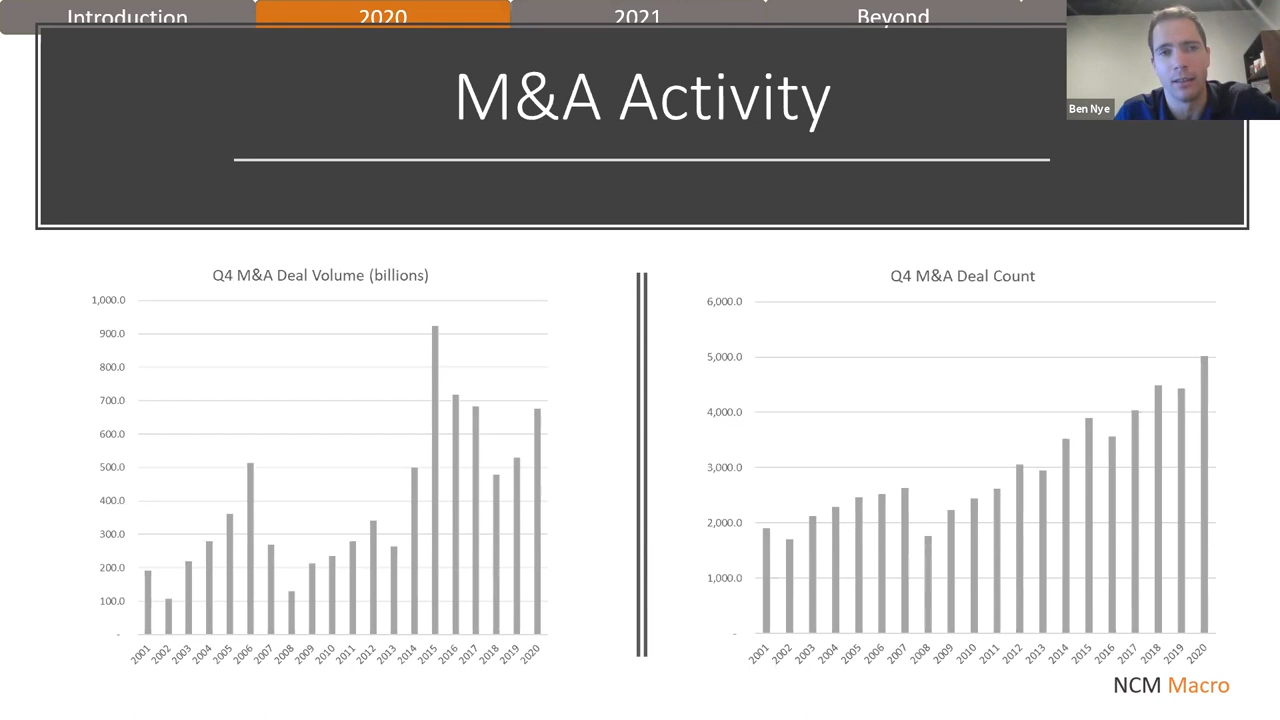 Introduction
2020
2021
Beyond
M&A Activity
Ben Nye
Q4 M&A Deal Volume (billions)
1,000.0
900.0
800.0
700.0
600.0
500.0
400.0
300.0
200.0
100.0
-
2001 2002 2003 2004 2005 2006 2007 2008 2009 2010 2011 2012 2013 2014 2015 2016 2017 2018 2019 2020
Q4 M&A Deal Count
6,000.0
5,000.0
4,000.0
3,000.0
2,000.0
1,000.0
-
2001 2002 2003 2004 2005 2006 2007 2008 2009 2010 2011 2012 2013 2014 2015 2016 2017 2018 2019 2020
NCM Macro